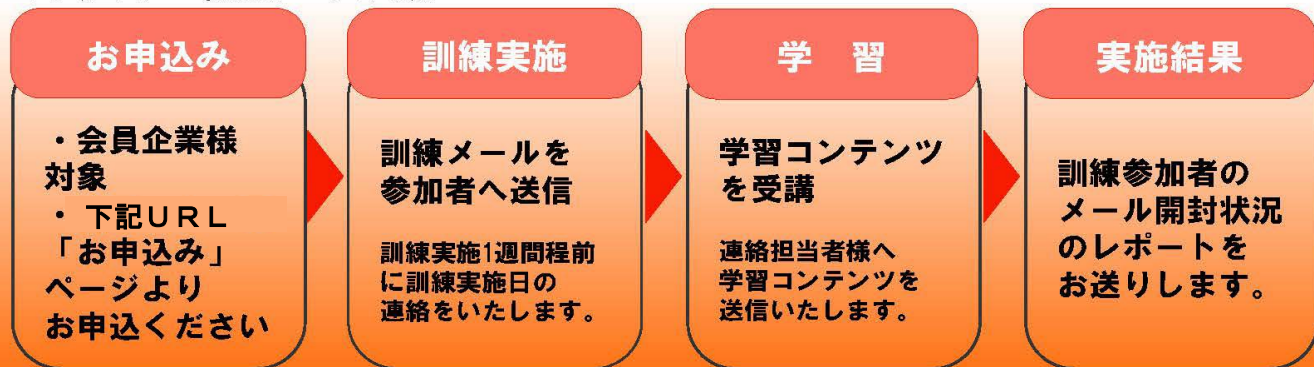 お申込み
・会員企業様
対象
・下記ＵＲＬ
「お申込み」
ページより
お申込ください
訓練実施
訓練メールを
参加者へ送信
訓練実施1週間程前
に訓練実施日の
連絡をいたします。
学　習
学習コンテンツ
を受講
連絡担当者様へ
学習コンテンツを
送信いたします。
実施結果
訓練参加者の
メール開封状況
のレポートを
お送りします。